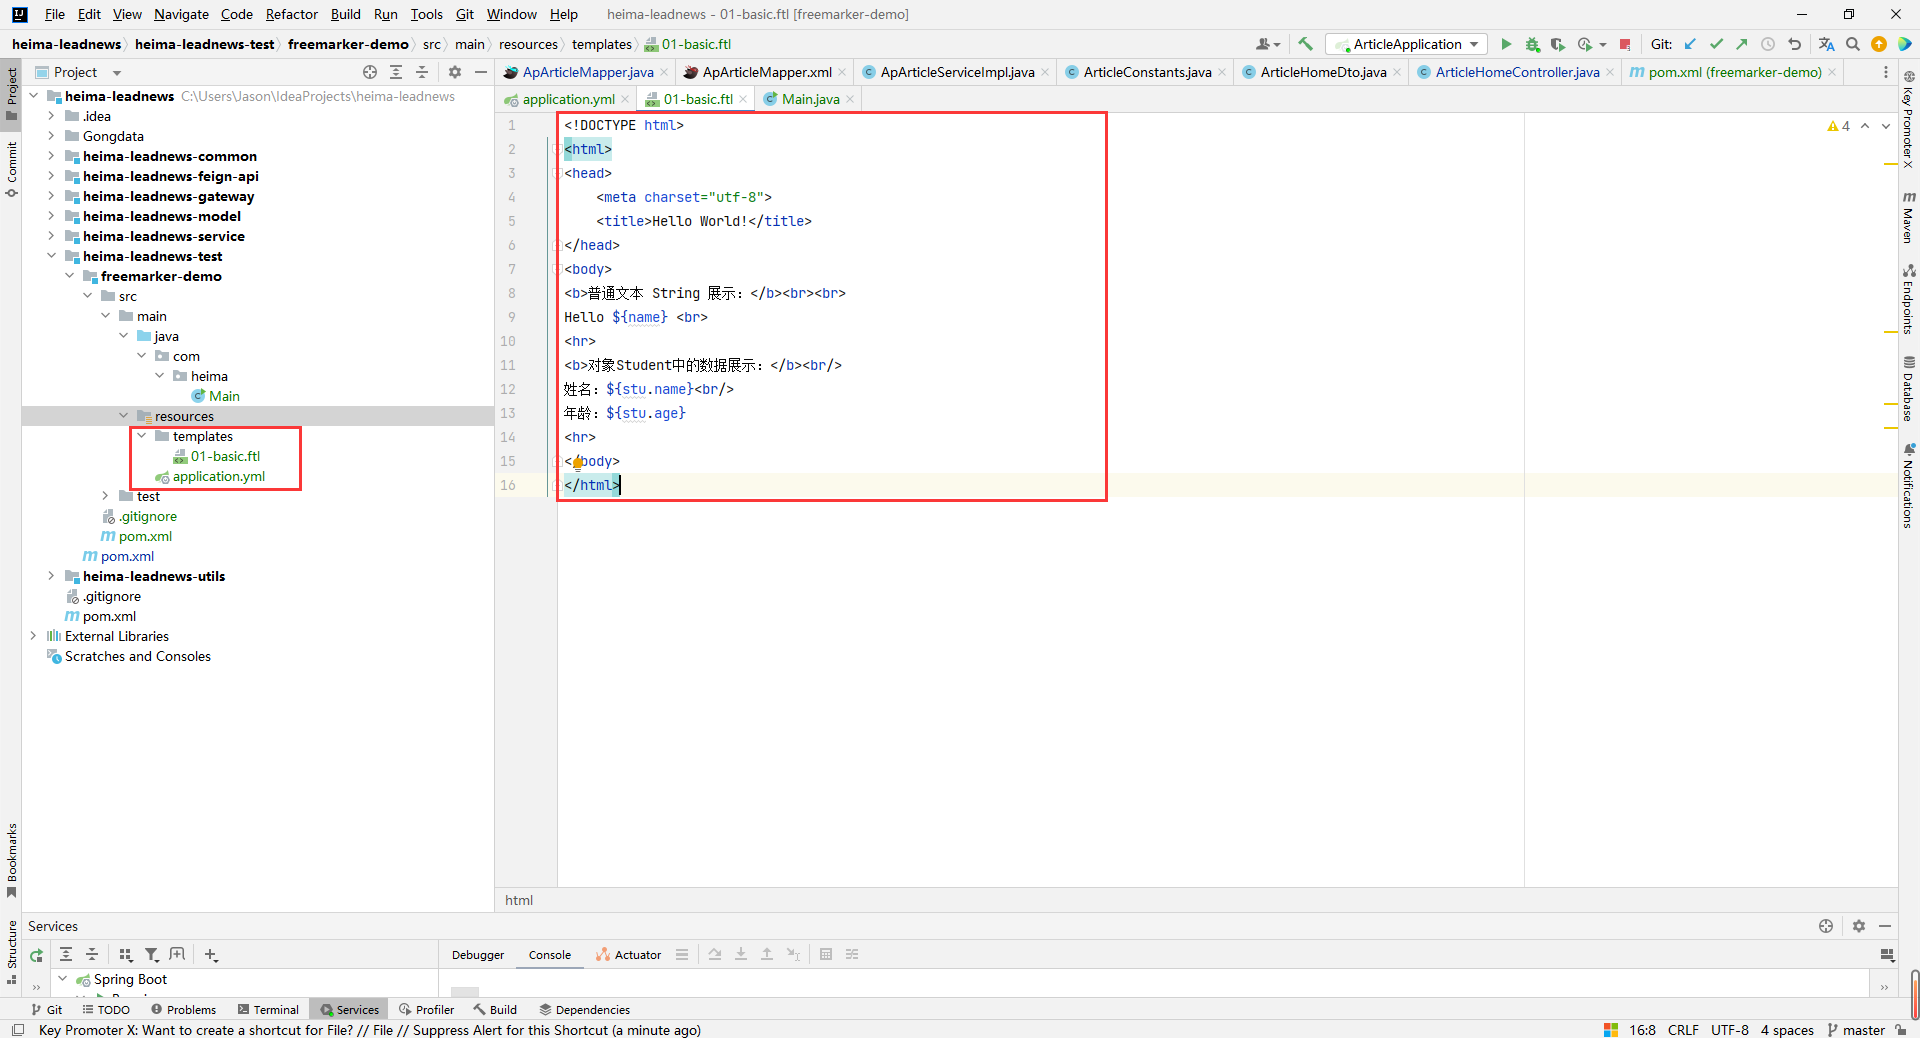 File Edit View Navigate Code Refactor Build Run Tools Git Window Help heima-leadnews - 01-basic.ftl [freemarker-demo]
heima-leadnews heima-leadnews-test freemarker-demo src main resources templates 01-basic.ftl ArticleApplication Git:
Project
ApArticleMapper.java ApArticleMapper.xml ApArticleServiceImpl.java ArticleConstants.java ArticleHomeDto.java ArticleHomeController.java pom.xml (freemarker-demo)
application.yml 01-basic.ftl Main.java
Project
Commit
Bookmarks
Structure
heima-leadnews C:\Users\Jason\IdeaProjects\heima-leadnews
.idea
Gongdata
heima-leadnews-common
heima-leadnews-feign-api
heima-leadnews-gateway
heima-leadnews-model
heima-leadnews-service
heima-leadnews-test
freemarker-demo
src
main
java
com
heima
Main
resources
templates
01-basic.ftl
application.yml
test
.gitignore
pom.xml
pom.xml
heima-leadnews-utils
.gitignore
pom.xml
External Libraries
Scratches and Consoles
1 <!DOCTYPE html>
2 <html>
3 <head>
4 <meta charset="utf-8">
5 <title>Hello World!</title>
6 </head>
7 <body>
8 <b>普通文本 String 展示：</b><br><br>
9 Hello ${name} <br>
10 <hr>
11 <b>对象Student中的数据展示：</b><br/>
12 姓名：${stu.name}<br/>
13 年龄：${stu.age}
14 <hr>
15 </body>
16 </html>
4
Key Promoter X
Maven
Endpoints
Database
Notifications
html
Services
Debugger Console Actuator
Spring Boot
Git TODO Problems Terminal Services Profiler Build Dependencies
Key Promoter X: Want to create a shortcut for File? // File // Suppress Alert for this Shortcut (a minute ago) 16:8 CRLF UTF-8 4 spaces master